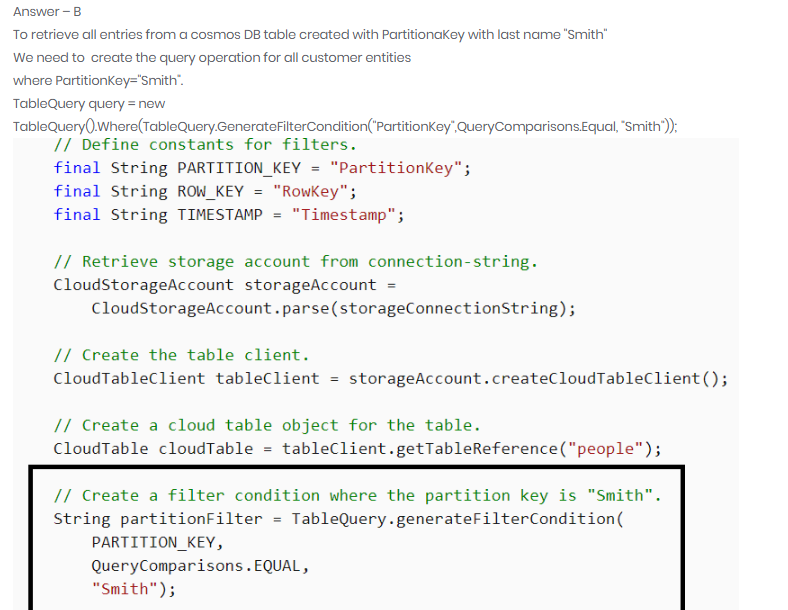 Answer – B
To retrieve all entries from a cosmos DB table created with PartitionaKey with last name "Smith"
We need to  create the query operation for all customer entities
where PartitionKey="Smith".
TableQuery query = new
TableQuery().Where(TableQuery.GenerateFilterCondition("PartitionKey",QueryComparisons.Equal, "Smith"));
// Define constants for filters.
final String PARTITION_KEY = "PartitionKey";
final String ROW_KEY = "RowKey";
final String TIMESTAMP = "Timestamp";
// Retrieve storage account from connection-string.
CloudStorageAccount storageAccount =
CloudStorageAccount.parse(storageConnectionString);
// Create the table client.
CloudTableClient tableClient = storageAccount.createCloudTableClient();
// Create a cloud table object for the table.
CloudTable cloudTable = tableClient.getTableReference("people");
// Create a filter condition where the partition key is "Smith".
String partitionFilter = TableQuery.generateFilterCondition(
PARTITION_KEY,
QueryComparisons.EQUAL,
"Smith");